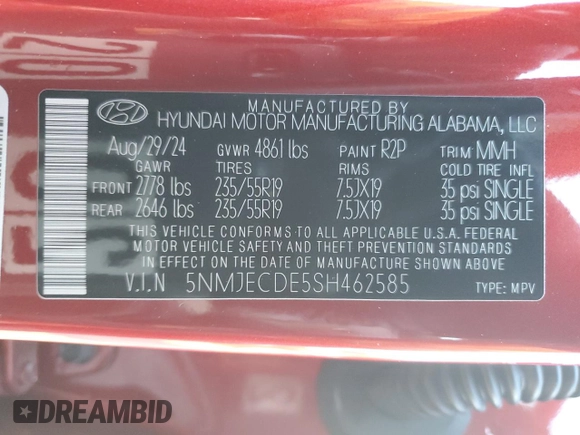 MANUFACTURED BY
HYUNDAI MOTOR MANUFACTURING ALABAMA, LLC
Aug/29/24 GVWR 4861 lbs PAINT R2P TRIM MMH
GAWR TIRES RIMS COLD TIRE INFL
FRONT 2778 lbs 235/55R19 7.5JX19 35 psi SINGLE
REAR 2646 lbs 235/55R19 7.5JX19 35 psi SINGLE
THIS VEHICLE CONFORMS TO ALL APPLICABLE U.S.A. FEDERAL
MOTOR VEHICLE SAFETY AND THEFT PREVENTION STANDARDS
IN EFFECT ON THE DATE OF MANUFACTURE SHOWN ABOVE.
V.I.N 5NMJECDE5SH462585 TYPE: MPV
DREAMBID